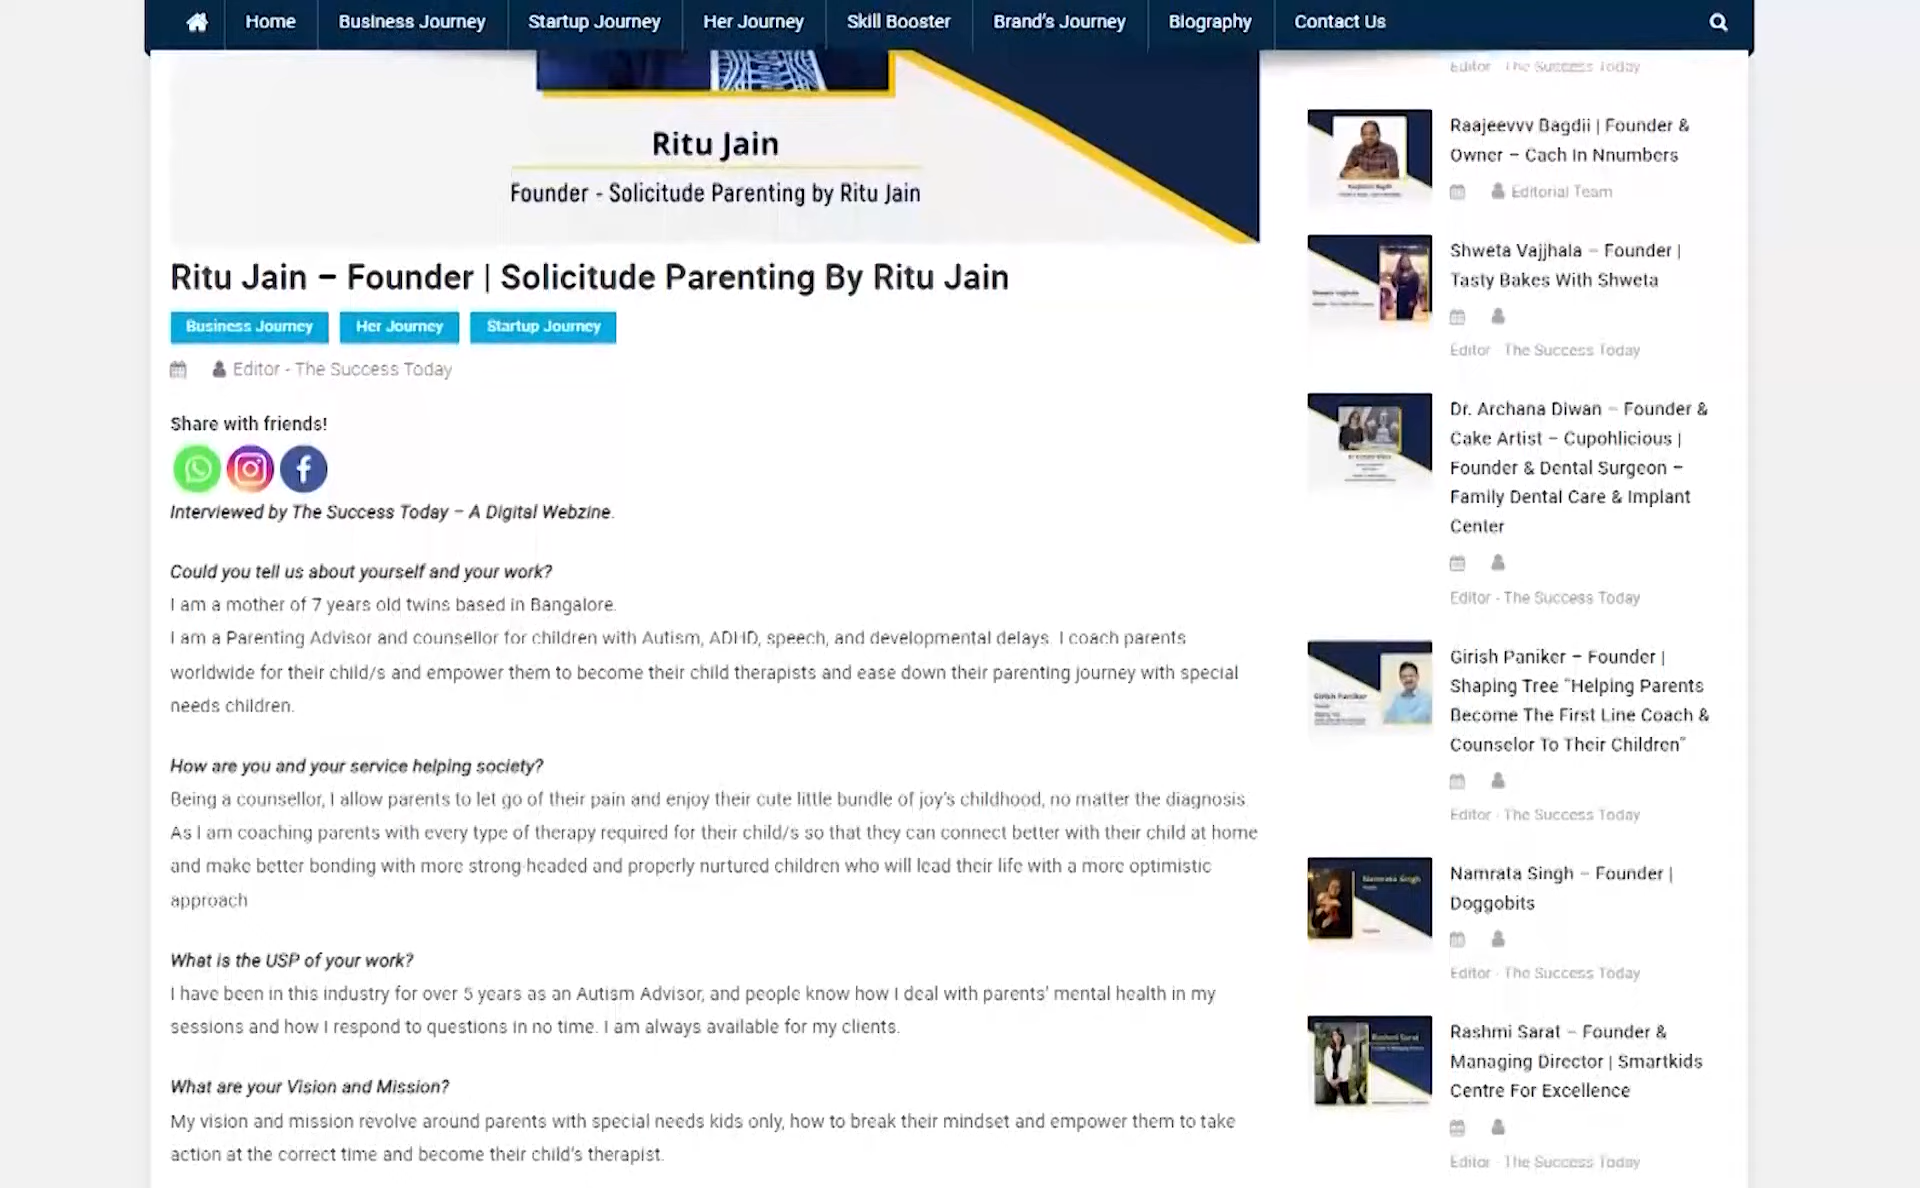 Home Business Journey Startup Journey Her Journey Skill Booster Brand's Journey Biography Contact Us
Ritu Jain
Founder - Solicitude Parenting by Ritu Jain
Ritu Jain – Founder | Solicitude Parenting By Ritu Jain
Business Journey Her Journey Startup Journey
Editor - The Success Today
Share with friends!
Interviewed by The Success Today – A Digital Webzine.
Could you tell us about yourself and your work?
I am a mother of 7 years old twins based in Bangalore.
I am a Parenting Advisor and counsellor for children with Autism, ADHD, speech, and developmental delays. I coach parents
worldwide for their child/s and empower them to become their child therapists and ease down their parenting journey with special
needs children.
How are you and your service helping society?
Being a counsellor, I allow parents to let go of their pain and enjoy their cute little bundle of joy's childhood, no matter the diagnosis.
As I am coaching parents with every type of therapy required for their child/s so that they can connect better with their child at home
and make better bonding with more strong-headed and properly nurtured children who will lead their life with a more optimistic
approach
What is the USP of your work?
I have been in this industry for over 5 years as an Autism Advisor, and people know how I deal with parents' mental health in my
sessions and how I respond to questions in no time. I am always available for my clients.
What are your Vision and Mission?
My vision and mission revolve around parents with special needs kids only, how to break their mindset and empower them to take
action at the correct time and become their child's therapist.
Editor - The Success Today
Raajeevvv Bagdii | Founder &
Owner – Cach In Nnumbers
Editorial Team
Shweta Vajjhala – Founder |
Tasty Bakes With Shweta
Editor - The Success Today
Dr. Archana Diwan – Founder &
Cake Artist – Cupohlicious |
Founder & Dental Surgeon –
Family Dental Care & Implant
Center
Editor - The Success Today
Girish Paniker
Girish Paniker – Founder |
Shaping Tree "Helping Parents
Become The First Line Coach &
Counselor To Their Children"
Editor - The Success Today
Namrata Singh
Namrata Singh – Founder |
Doggobits
Editor - The Success Today
Rashmi Sarat
Rashmi Sarat – Founder &
Managing Director | Smartkids
Centre For Excellence
Editor - The Success Today